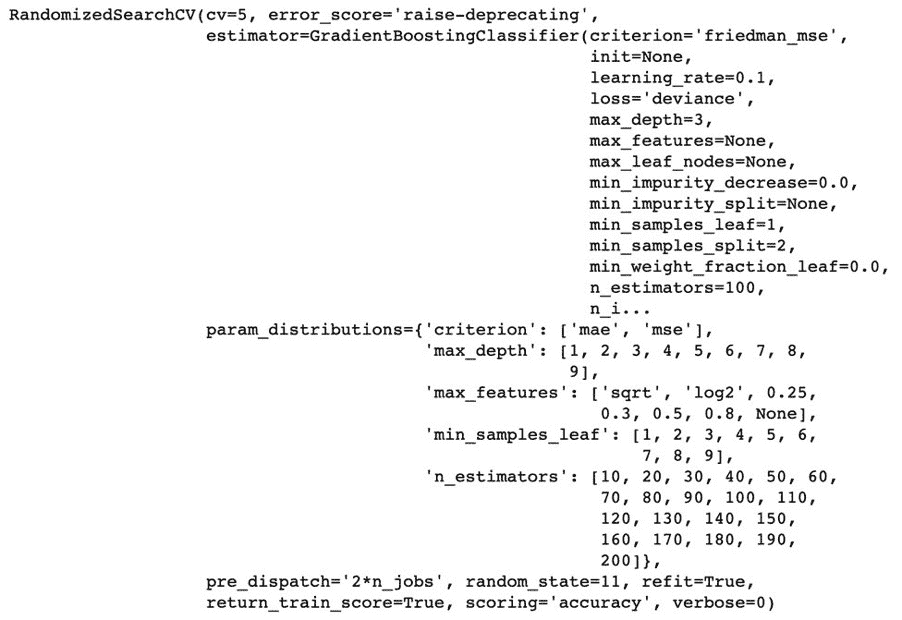 RandomizedSearchCV(cv=5, error_score='raise-deprecating',
estimator=GradientBoostingClassifier(criterion='friedman_mse',
init=None,
learning_rate=0.1,
loss='deviance',
max_depth=3,
max_features=None,
max_leaf_nodes=None,
min_impurity_decrease=0.0,
min_impurity_split=None,
min_samples_leaf=1,
min_samples_split=2,
min_weight_fraction_leaf=0.0,
n_estimators=100,
n_i...
param_distributions={'criterion': ['mae', 'mse'],
'max_depth': [1, 2, 3, 4, 5, 6, 7, 8,
9],
'max_features': ['sqrt', 'log2', 0.25,
0.3, 0.5, 0.8, None],
'min_samples_leaf': [1, 2, 3, 4, 5, 6,
7, 8, 9],
'n_estimators': [10, 20, 30, 40, 50, 60,
70, 80, 90, 100, 110,
120, 130, 140, 150,
160, 170, 180, 190,
200]},
pre_dispatch='2*n_jobs', random_state=11, refit=True,
return_train_score=True, scoring='accuracy', verbose=0)